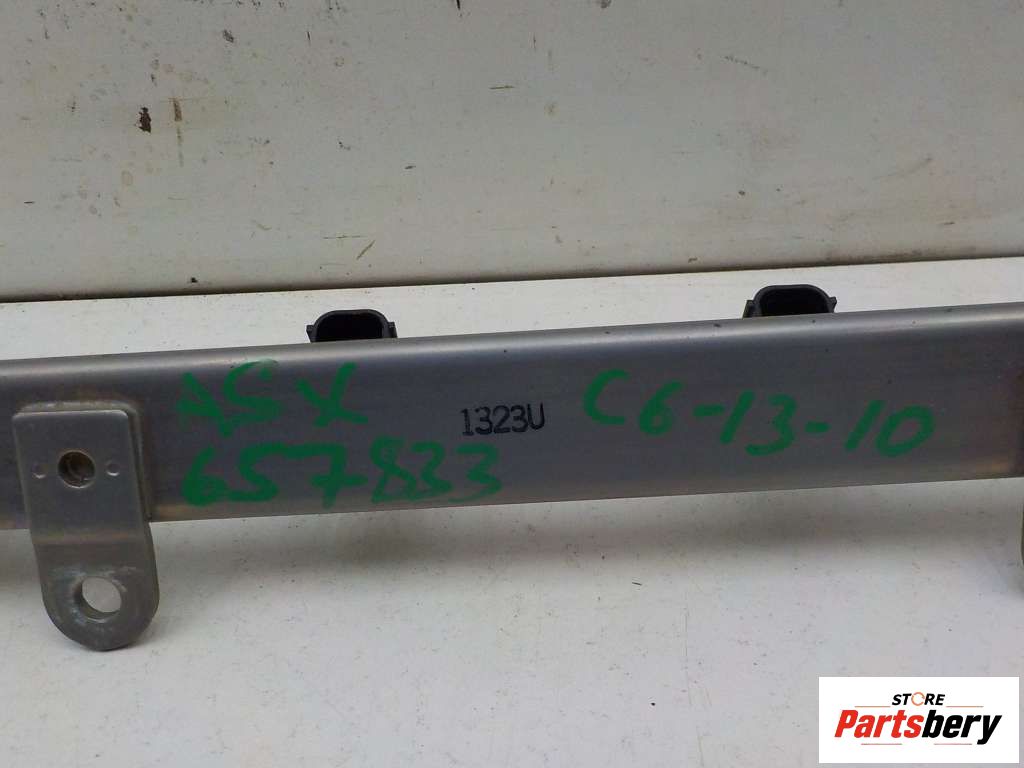 ASX
657833
1323U
C6-13-10
STORE
Partsbery